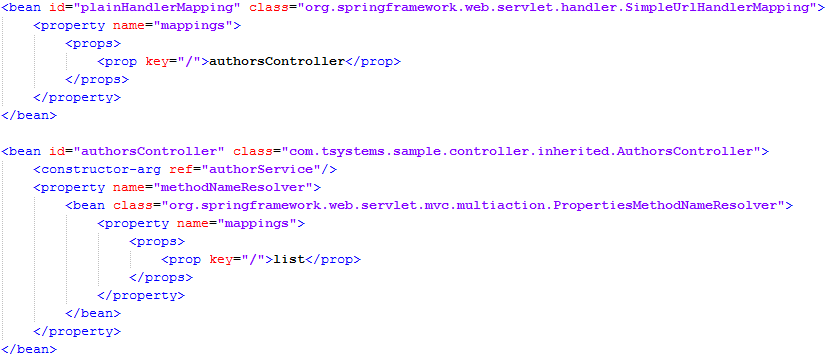 <bean id="plainHandlerMapping" class="org.springframework.web.servlet.handler.SimpleUrlHandlerMapping">
    <property name="mappings">
        <props>
            <prop key="/">authorsController</prop>
        </props>
    </property>
</bean>

<bean id="authorsController" class="com.tsystems.sample.controller.inherited.AuthorsController">
    <constructor-arg ref="authorService"/>
    <property name="methodNameResolver">
        <bean class="org.springframework.web.servlet.mvc.multiaction.PropertiesMethodNameResolver">
            <property name="mappings">
                <props>
                    <prop key="/">list</prop>
                </props>
            </property>
        </bean>
    </property>
</bean>